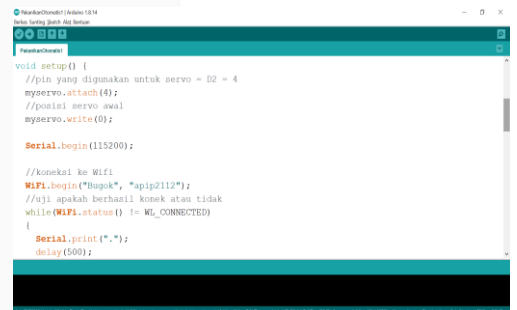 PakanIkanOtomatis1 | Arduino 1.8.14
Berkas Sunting Sketch Alat Bantuan
PakanIkanOtomatis1
void setup() {
//pin yang digunakan untuk servo = D2 = 4
myservo.attach(4);
//posisi servo awal
myservo.write(0);
Serial.begin(115200);
//koneksi ke Wifi
WiFi.begin("Bugok", "apip2112");
//uji apakah berhasil konek atau tidak
while(WiFi.status() != WL_CONNECTED)
{
Serial.print(".");
delay(500);